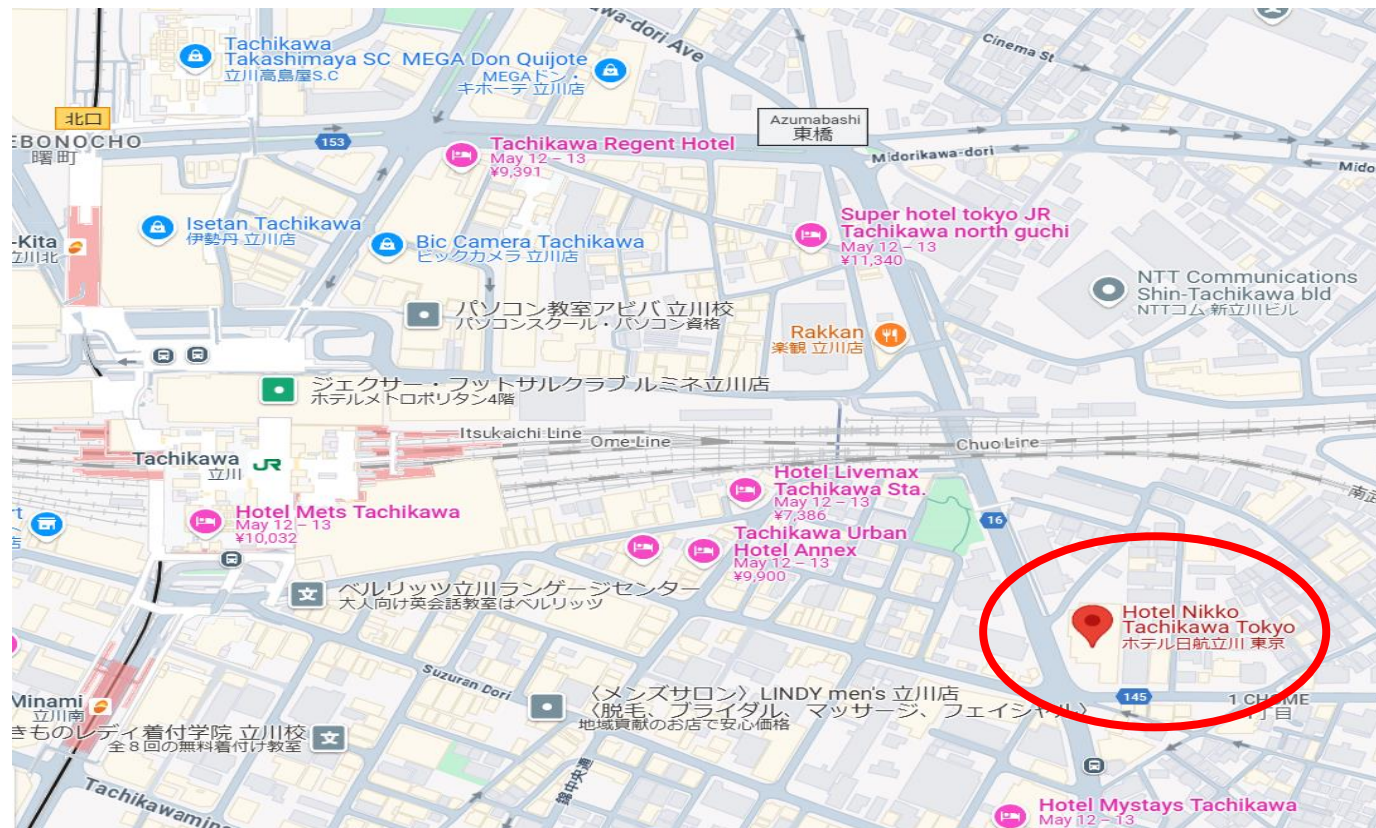 wa-dori Ave
Cinema St
Tachikawa
Takashimaya SC
立川高島屋S.C
MEGA Don Quijote
MEGAドン・
キホーテ 立川店
北口
EBONOCHO
曙町
153
Azumabashi
東橋
Tachikawa Regent Hotel
May 12 – 13
¥9,391
Midorikawa-dori
Mido
Isetan Tachikawa
伊勢丹 立川店
-Kita
立川北
Bic Camera Tachikawa
ビックカメラ 立川店
Super hotel tokyo JR
Tachikawa north guchi
May 12 – 13
¥11,340
NTT Communications
Shin-Tachikawa bld
NTTコム 新立川ビル
パソコン教室アビバ 立川校
パソコンスクール・パソコン資格
Rakkan
楽観 立川店
ジェクサー・フットサルクラブ ルミネ立川店
ホテルメトロポリタン4階
Itsukaichi Line
Ome Line
Chuo Line
Tachikawa
立川
JR
Hotel Livemax
Tachikawa Sta.
May 12 – 13
¥7,386
南武
Hotel Mets Tachikawa
May 12 – 13
¥10,032
16
rt
店
Tachikawa Urban
Hotel Annex
May 12 – 13
¥9,900
文
ベルリッツ立川ランゲージセンター
大人向け英会話教室はベルリッツ
Hotel Nikko
Tachikawa Tokyo
ホテル日航立川 東京
Suzuran Dori
Minami
立川南
〈メンズサロン〉LINDY men's 立川店
〈脱毛、ブライダル、マッサージ、フェイシャル〉
地域貢献のお店で安心価格
145
1 CHOME
1丁目
きものレディ着付学院 立川校
全８回の無料着付け教室
文
錦中央通
Tachikawamina
Hotel Mystays Tachikawa
May 12 – 13